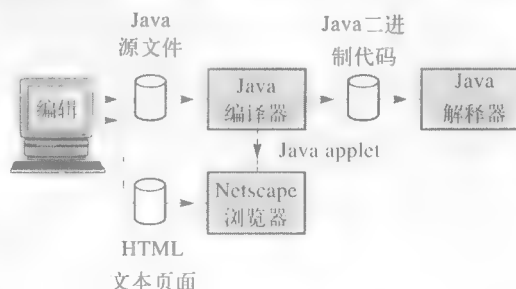 Java
源文件
Java二进
制代码
编辑
Java
编译器
Java
解释器
Java applet
Netscape
浏览器
HTML
文本页面